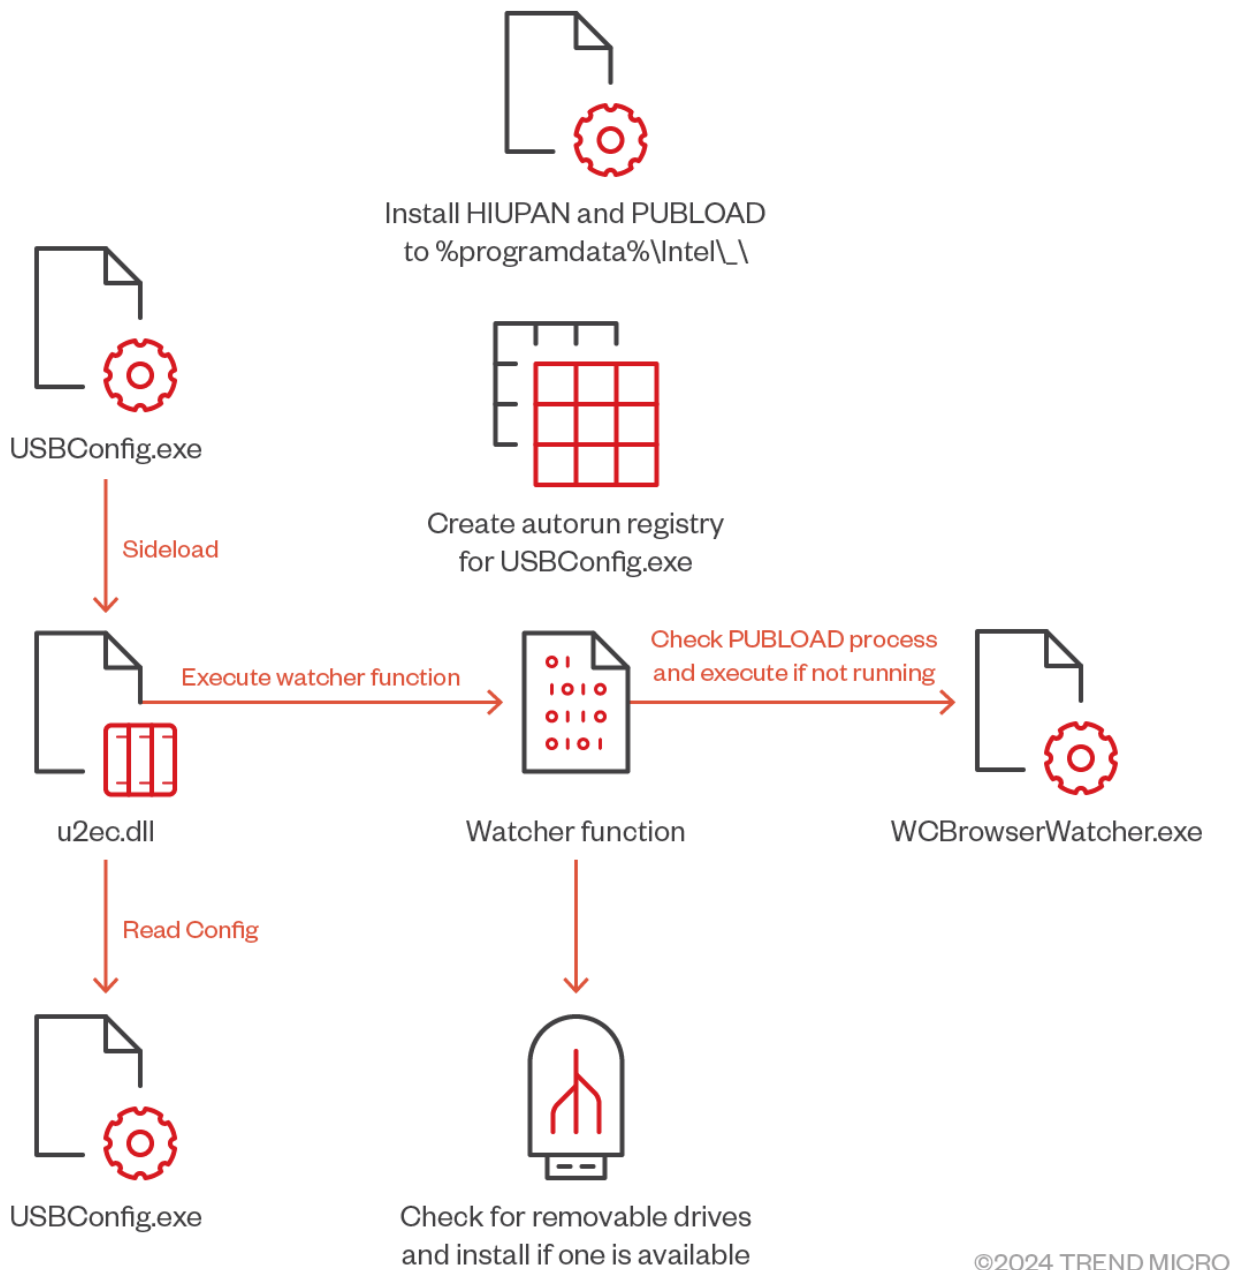 Install HIUPAN and PUBLOAD
to %programdata%\Intel\_\
USBConfig.exe
Create autorun registry
for USBConfig.exe
Sideload
Check PUBLOAD process
and execute if not running
Execute watcher function
u2ec.dll
Watcher function
WCBrowserWatcher.exe
Read Config
USBConfig.exe
Check for removable drives
and install if one is available
©2024 TREND MICRO